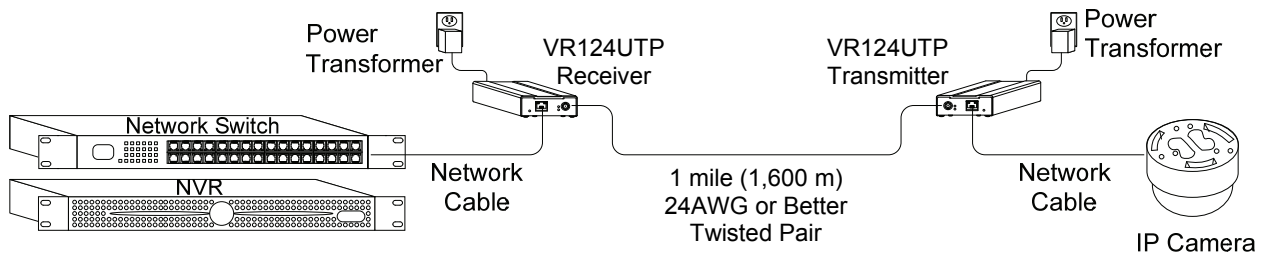 Power
Transformer
VR124UTP
Receiver
VR124UTP
Transmitter
Power
Transformer
Network Switch
NVR
Network
Cable
1 mile (1,600 m)
24AWG or Better
Twisted Pair
Network
Cable
IP Camera